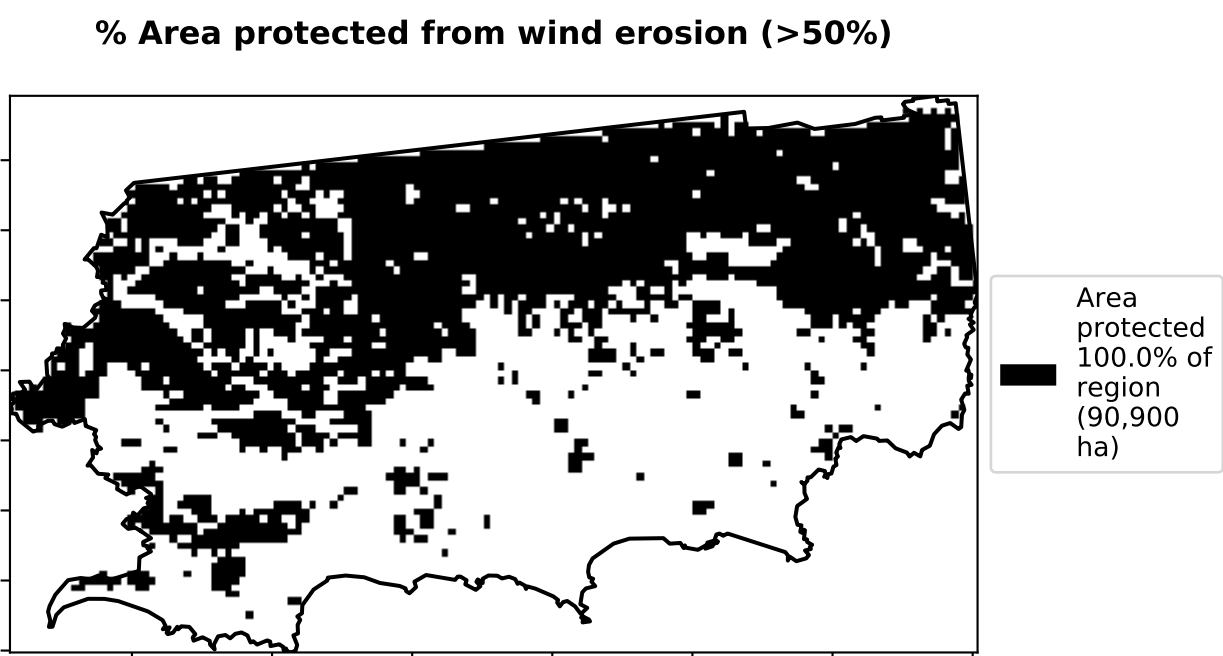 % Area protected from wind erosion (>50%)
Area
protected
100.0% of
region
(90,900
ha)